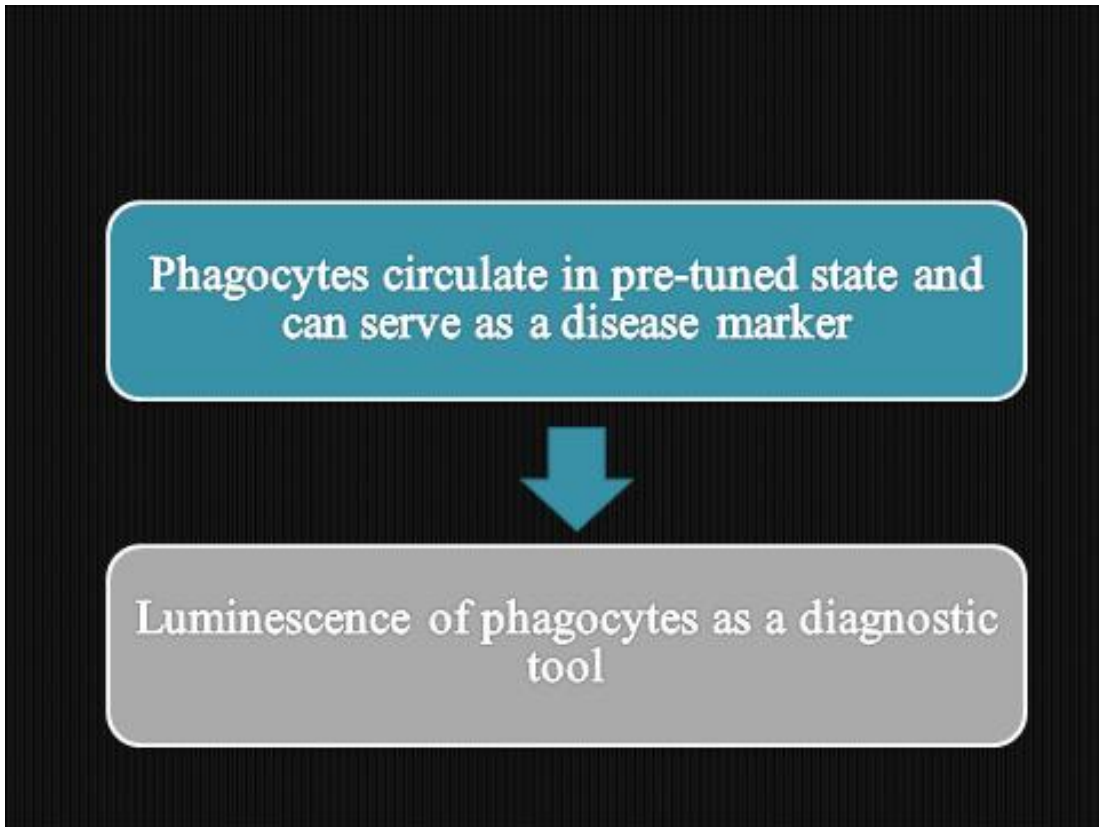 Phagocytes circulate in pre-tuned state and
can serve as a disease marker
Luminescence of phagocytes as a diagnostic
tool